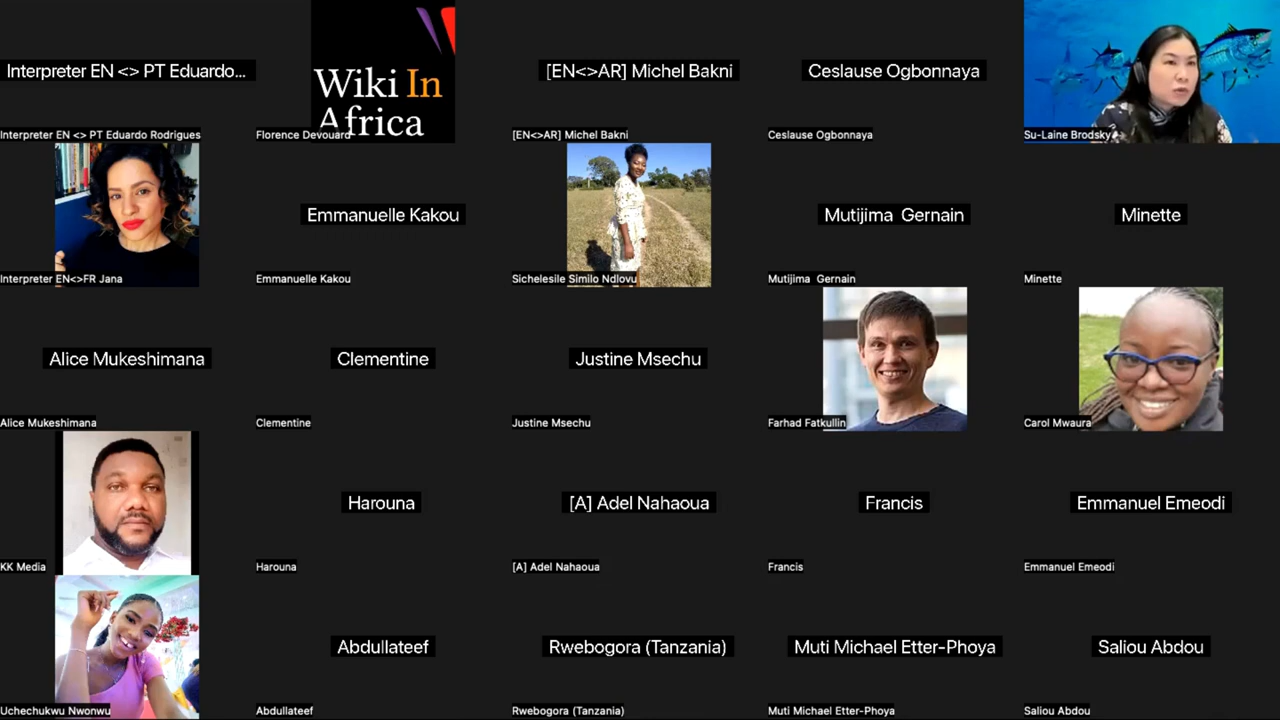 Interpreter EN <> PT Eduardo...
Interpreter EN <> PT Eduardo Rodrigues
Wiki In
Africa
Florence Devouard
[EN<>AR] Michel Bakni
[EN<>AR] Michel Bakni
Ceslause Ogbonnaya
Ceslause Ogbonnaya
Su-Laine Brodsky
Interpreter EN<>FR Jana
Emmanuelle Kakou
Emmanuelle Kakou
Sichelesile Similo Ndlovu
Mutijima  Gernain
Mutijima  Gernain
Minette
Minette
Alice Mukeshimana
Alice Mukeshimana
Clementine
Clementine
Justine Msechu
Justine Msechu
Farhad Fatkullin
Carol Mwaura
KK Media
Harouna
Harouna
[A] Adel Nahaoua
[A] Adel Nahaoua
Francis
Francis
Emmanuel Emeodi
Emmanuel Emeodi
Uchechukwu Nwonwu
Abdullateef
Abdullateef
Rwebogora (Tanzania)
Rwebogora (Tanzania)
Muti Michael Etter-Phoya
Muti Michael Etter-Phoya
Saliou Abdou
Saliou Abdou